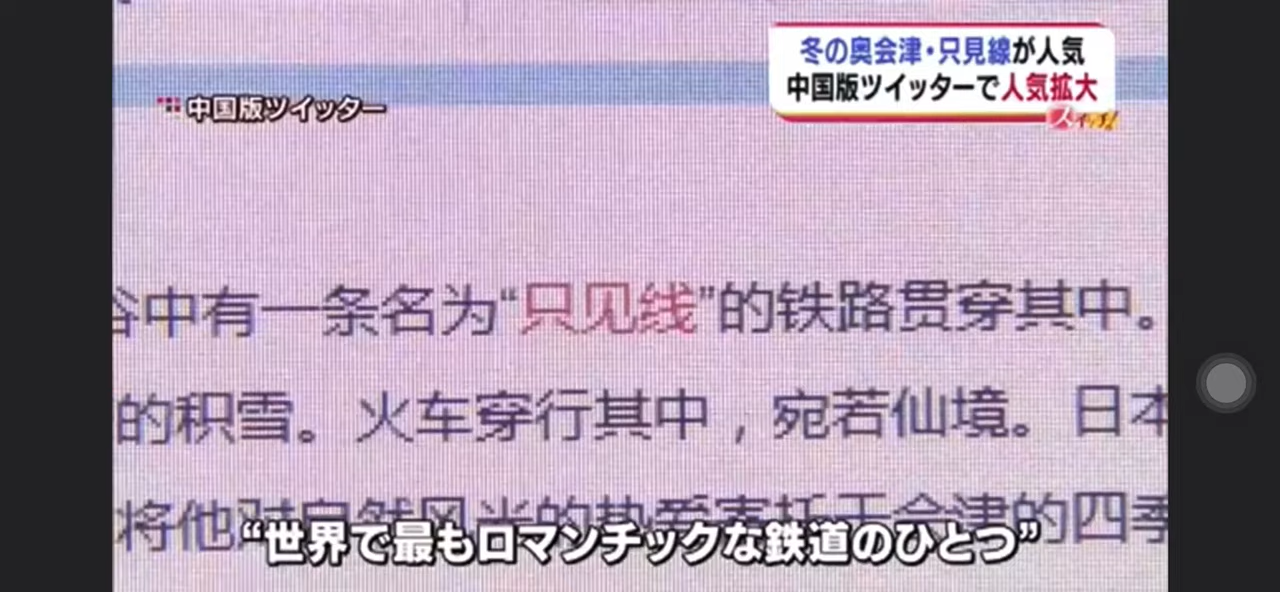 冬の奥会津・只見線が人気
中国版ツイッターで人気拡大
スイッチ!
中国版ツイッター
谷中有一条名为“只见线”的铁路贯穿其中。
的积雪。火车穿行其中，宛若仙境。日本
将他对自然风光的热爱寄托于会津的四季
“世界で最もロマンチックな鉄道のひとつ”